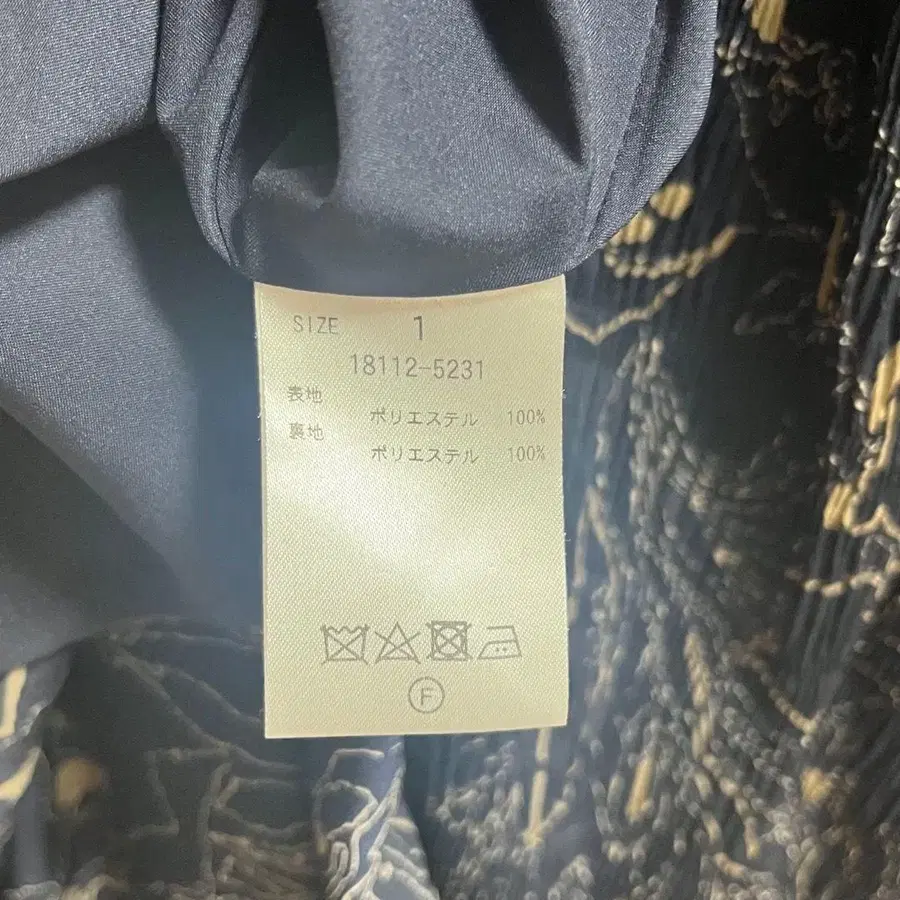 SIZE 1
18112-5231
表地
ポリエステル 100%
裏地
ポリエステル 100%
F